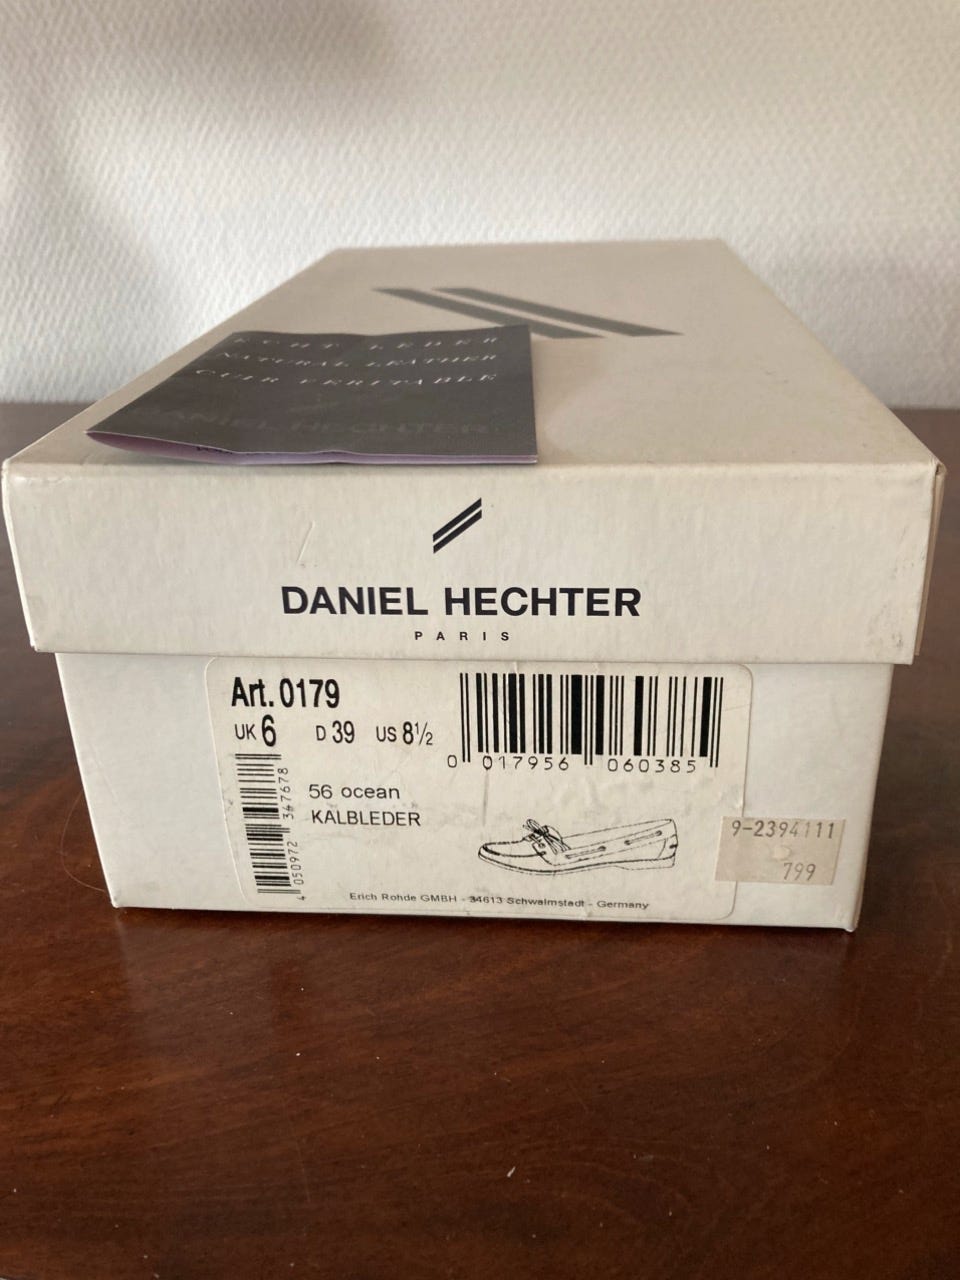 ECHT LEDER
NATURAL LEATHER
CUIR VERITABLE
DANIEL HECHTER
DANIEL HECHTER
PARIS
Art. 0179
UK 6 D 39 US 8½
0 017956 060385
56 ocean
KALBLEDER
4 050972 347678
9-2394111
799
Erich Rohde GMBH - 34613 Schwalmstadt - Germany